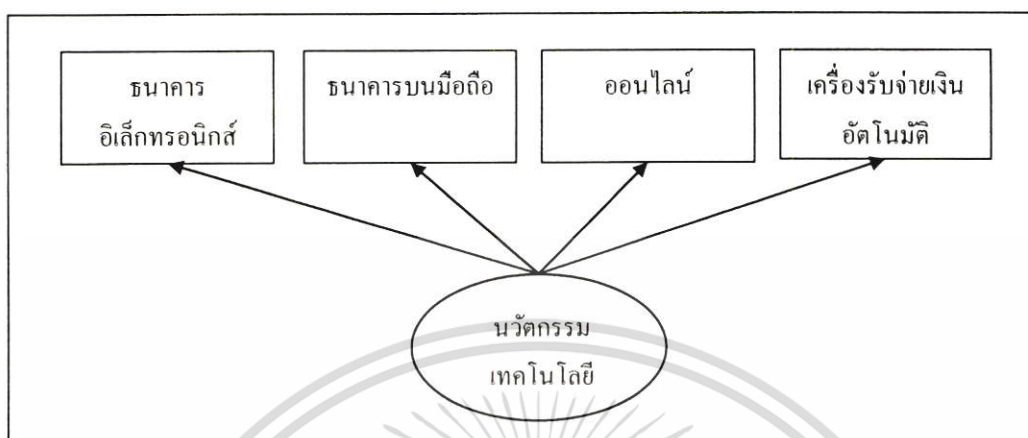 ธนาคาร
อิเล็กทรอนิกส์
ธนาคารบนมือถือ
ออนไลน์
เครื่องรับจ่ายเงิน
อัตโนมัติ
นวัตกรรม
เทคโนโลยี